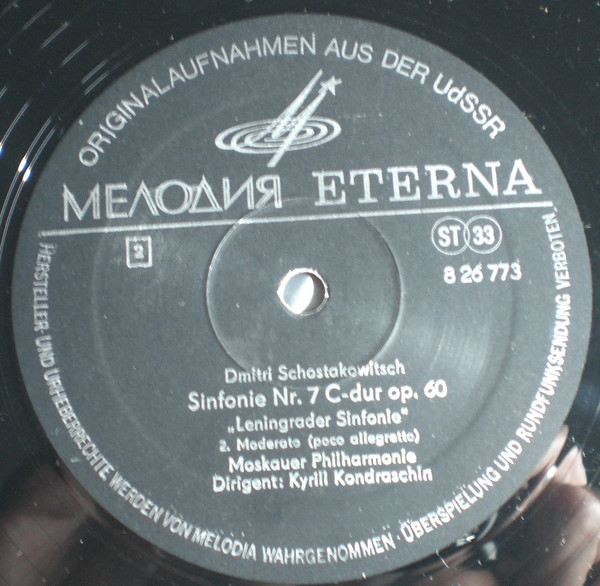 ORIGINALAUFNAHMEN AUS DER UdSSR
МЕЛОДИЯ ETERNA
2
ST 33
8 26 773
Dmitri Schostakowitsch
Sinfonie Nr. 7 C-dur op. 60
„Leningrader Sinfonie"
2. Moderato (poco allegretto)
Moskauer Philharmonie
Dirigent: Kyrill Kondraschin
HERSTELLER- UND URHEBERRECHTE WERDEN VON MELODIA WAHRGENOMMEN · ÜBERSPIELUNG UND RUNDFUNKSENDUNG VERBOTEN